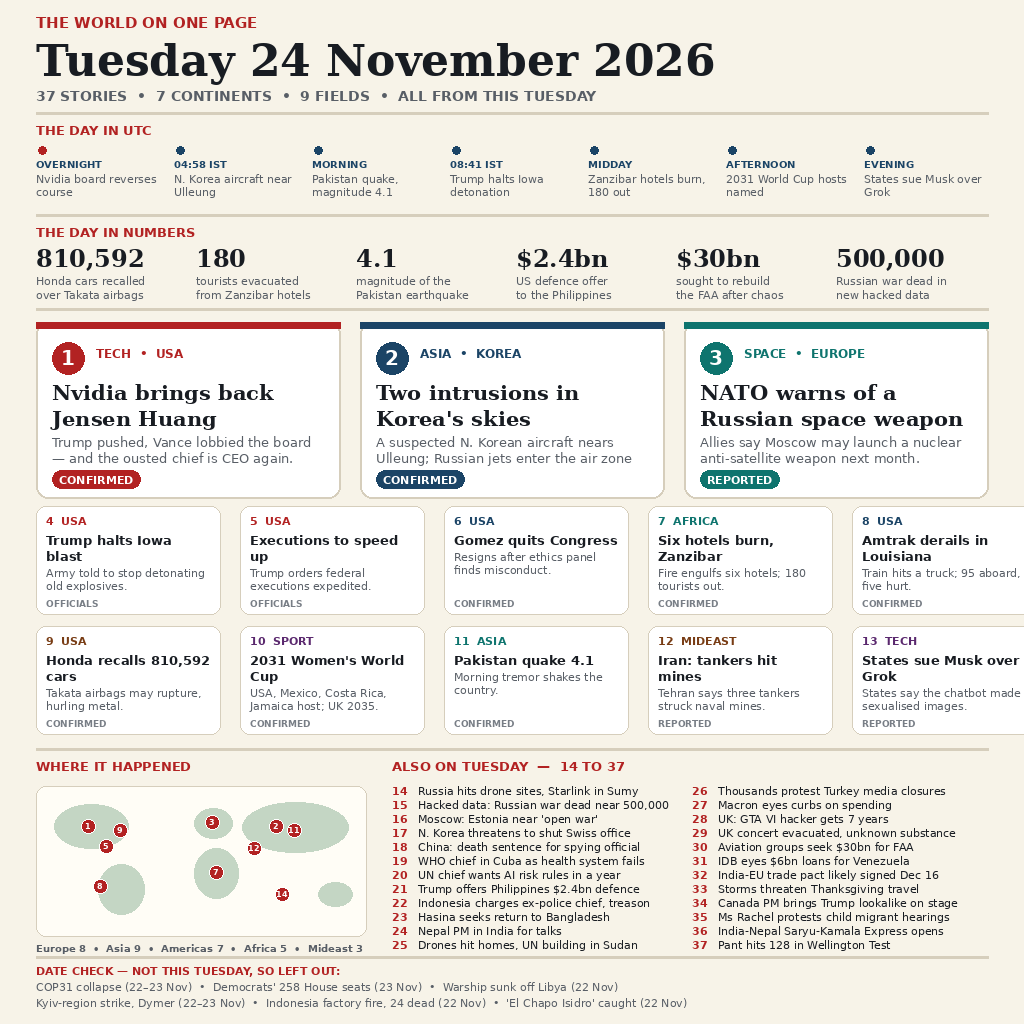 THE WORLD ON ONE PAGE
Tuesday 24 November 2026
37 STORIES • 7 CONTINENTS • 9 FIELDS • ALL FROM THIS TUESDAY
THE DAY IN UTC
OVERNIGHT
Nvidia board reverses
course
04:58 IST
N. Korea aircraft near
Ulleung
MORNING
Pakistan quake,
magnitude 4.1
08:41 IST
Trump halts Iowa
detonation
MIDDAY
Zanzibar hotels burn,
180 out
AFTERNOON
2031 World Cup hosts
named
EVENING
States sue Musk over
Grok
THE DAY IN NUMBERS
810,592
Honda cars recalled
over Takata airbags
180
tourists evacuated
from Zanzibar hotels
4.1
magnitude of the
Pakistan earthquake
$2.4bn
US defence offer
to the Philippines
$30bn
sought to rebuild
the FAA after chaos
500,000
Russian war dead in
new hacked data
1
TECH • USA
Nvidia brings back
Jensen Huang
Trump pushed, Vance lobbied the board
— and the ousted chief is CEO again.
CONFIRMED
2
ASIA • KOREA
Two intrusions in
Korea's skies
A suspected N. Korean aircraft nears
Ulleung; Russian jets enter the air zone
CONFIRMED
3
SPACE • EUROPE
NATO warns of a
Russian space weapon
Allies say Moscow may launch a nuclear
anti-satellite weapon next month.
REPORTED
4 USA
Trump halts Iowa
blast
Army told to stop detonating
old explosives.
OFFICIALS
5 USA
Executions to speed
up
Trump orders federal
executions expedited.
OFFICIALS
6 USA
Gomez quits Congress
Resigns after ethics panel
finds misconduct.
CONFIRMED
7 AFRICA
Six hotels burn,
Zanzibar
Fire engulfs six hotels; 180
tourists out.
CONFIRMED
8 USA
Amtrak derails in
Louisiana
Train hits a truck; 95 aboard,
five hurt.
CONFIRMED
9 USA
Honda recalls 810,592
cars
Takata airbags may rupture,
hurling metal.
CONFIRMED
10 SPORT
2031 Women's World
Cup
USA, Mexico, Costa Rica,
Jamaica host; UK 2035.
CONFIRMED
11 ASIA
Pakistan quake 4.1
Morning tremor shakes the
country.
CONFIRMED
12 MIDEAST
Iran: tankers hit
mines
Tehran says three tankers
struck naval mines.
REPORTED
13 TECH
States sue Musk over
Grok
States say the chatbot made
sexualised images.
REPORTED
WHERE IT HAPPENED
1
9
5
8
3
7
2
11
12
14
Europe 8 • Asia 9 • Americas 7 • Africa 5 • Mideast 3
ALSO ON TUESDAY — 14 TO 37
14 Russia hits drone sites, Starlink in Sumy
15 Hacked data: Russian war dead near 500,000
16 Moscow: Estonia near 'open war'
17 N. Korea threatens to shut Swiss office
18 China: death sentence for spying official
19 WHO chief in Cuba as health system fails
20 UN chief wants AI risk rules in a year
21 Trump offers Philippines $2.4bn defence
22 Indonesia charges ex-police chief, treason
23 Hasina seeks return to Bangladesh
24 Nepal PM in India for talks
25 Drones hit homes, UN building in Sudan
26 Thousands protest Turkey media closures
27 Macron eyes curbs on spending
28 UK: GTA VI hacker gets 7 years
29 UK concert evacuated, unknown substance
30 Aviation groups seek $30bn for FAA
31 IDB eyes $6bn loans for Venezuela
32 India-EU trade pact likely signed Dec 16
33 Storms threaten Thanksgiving travel
34 Canada PM brings Trump lookalike on stage
35 Ms Rachel protests child migrant hearings
36 India-Nepal Saryu-Kamala Express opens
37 Pant hits 128 in Wellington Test
DATE CHECK — NOT THIS TUESDAY, SO LEFT OUT:
COP31 collapse (22–23 Nov) • Democrats' 258 House seats (23 Nov) • Warship sunk off Libya (22 Nov)
Kyiv-region strike, Dymer (22–23 Nov) • Indonesia factory fire, 24 dead (22 Nov) • 'El Chapo Isidro' caught (22 Nov)